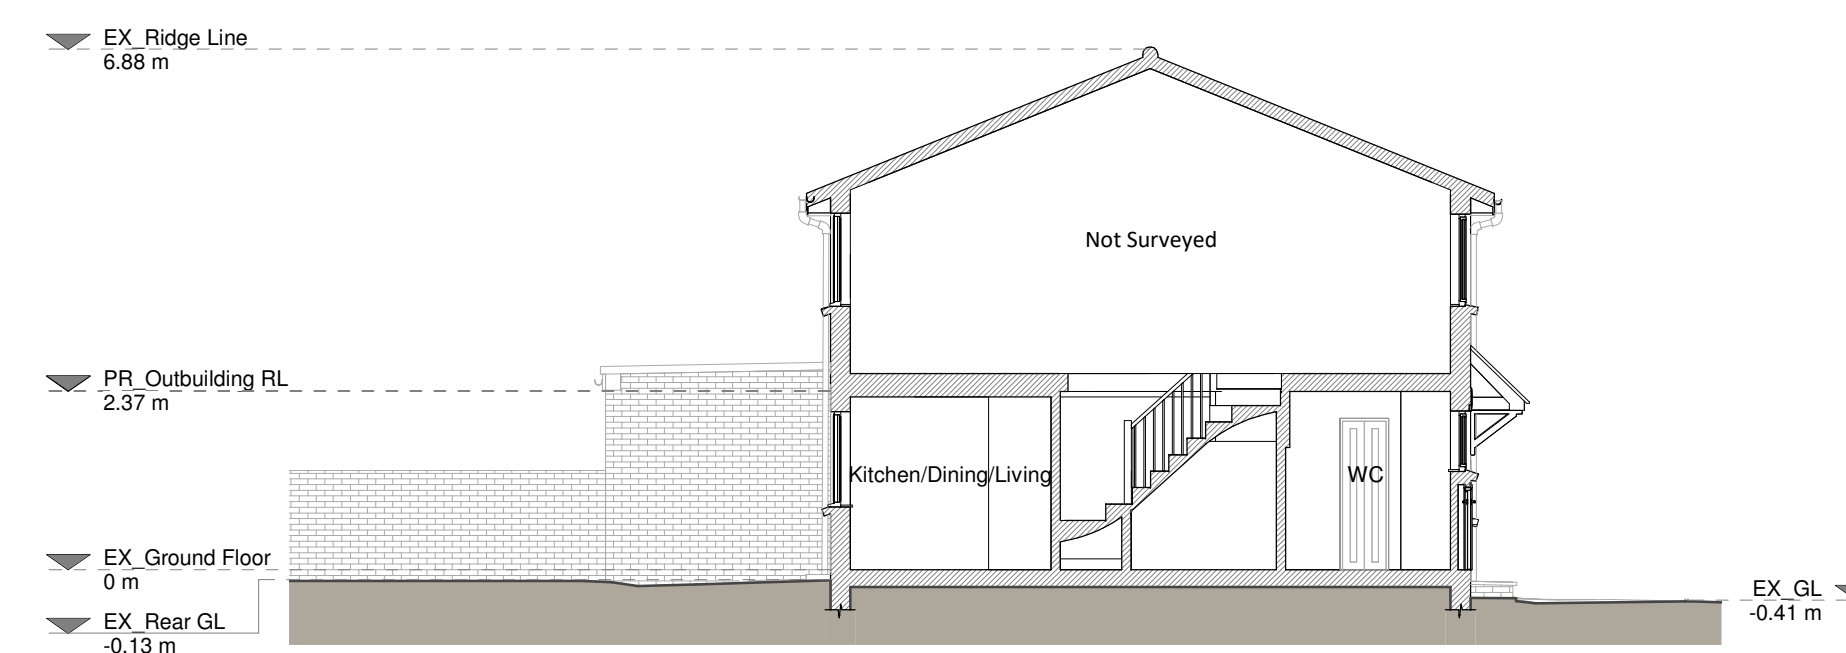 EX_Ridge Line
6.88 m
Not Surveyed
PR_Outbuilding RL
2.37 m
Kitchen/Dining/Living
WC
EX_Ground Floor
0 m
EX_Rear GL
-0.13 m
EX_GL
-0.41 m